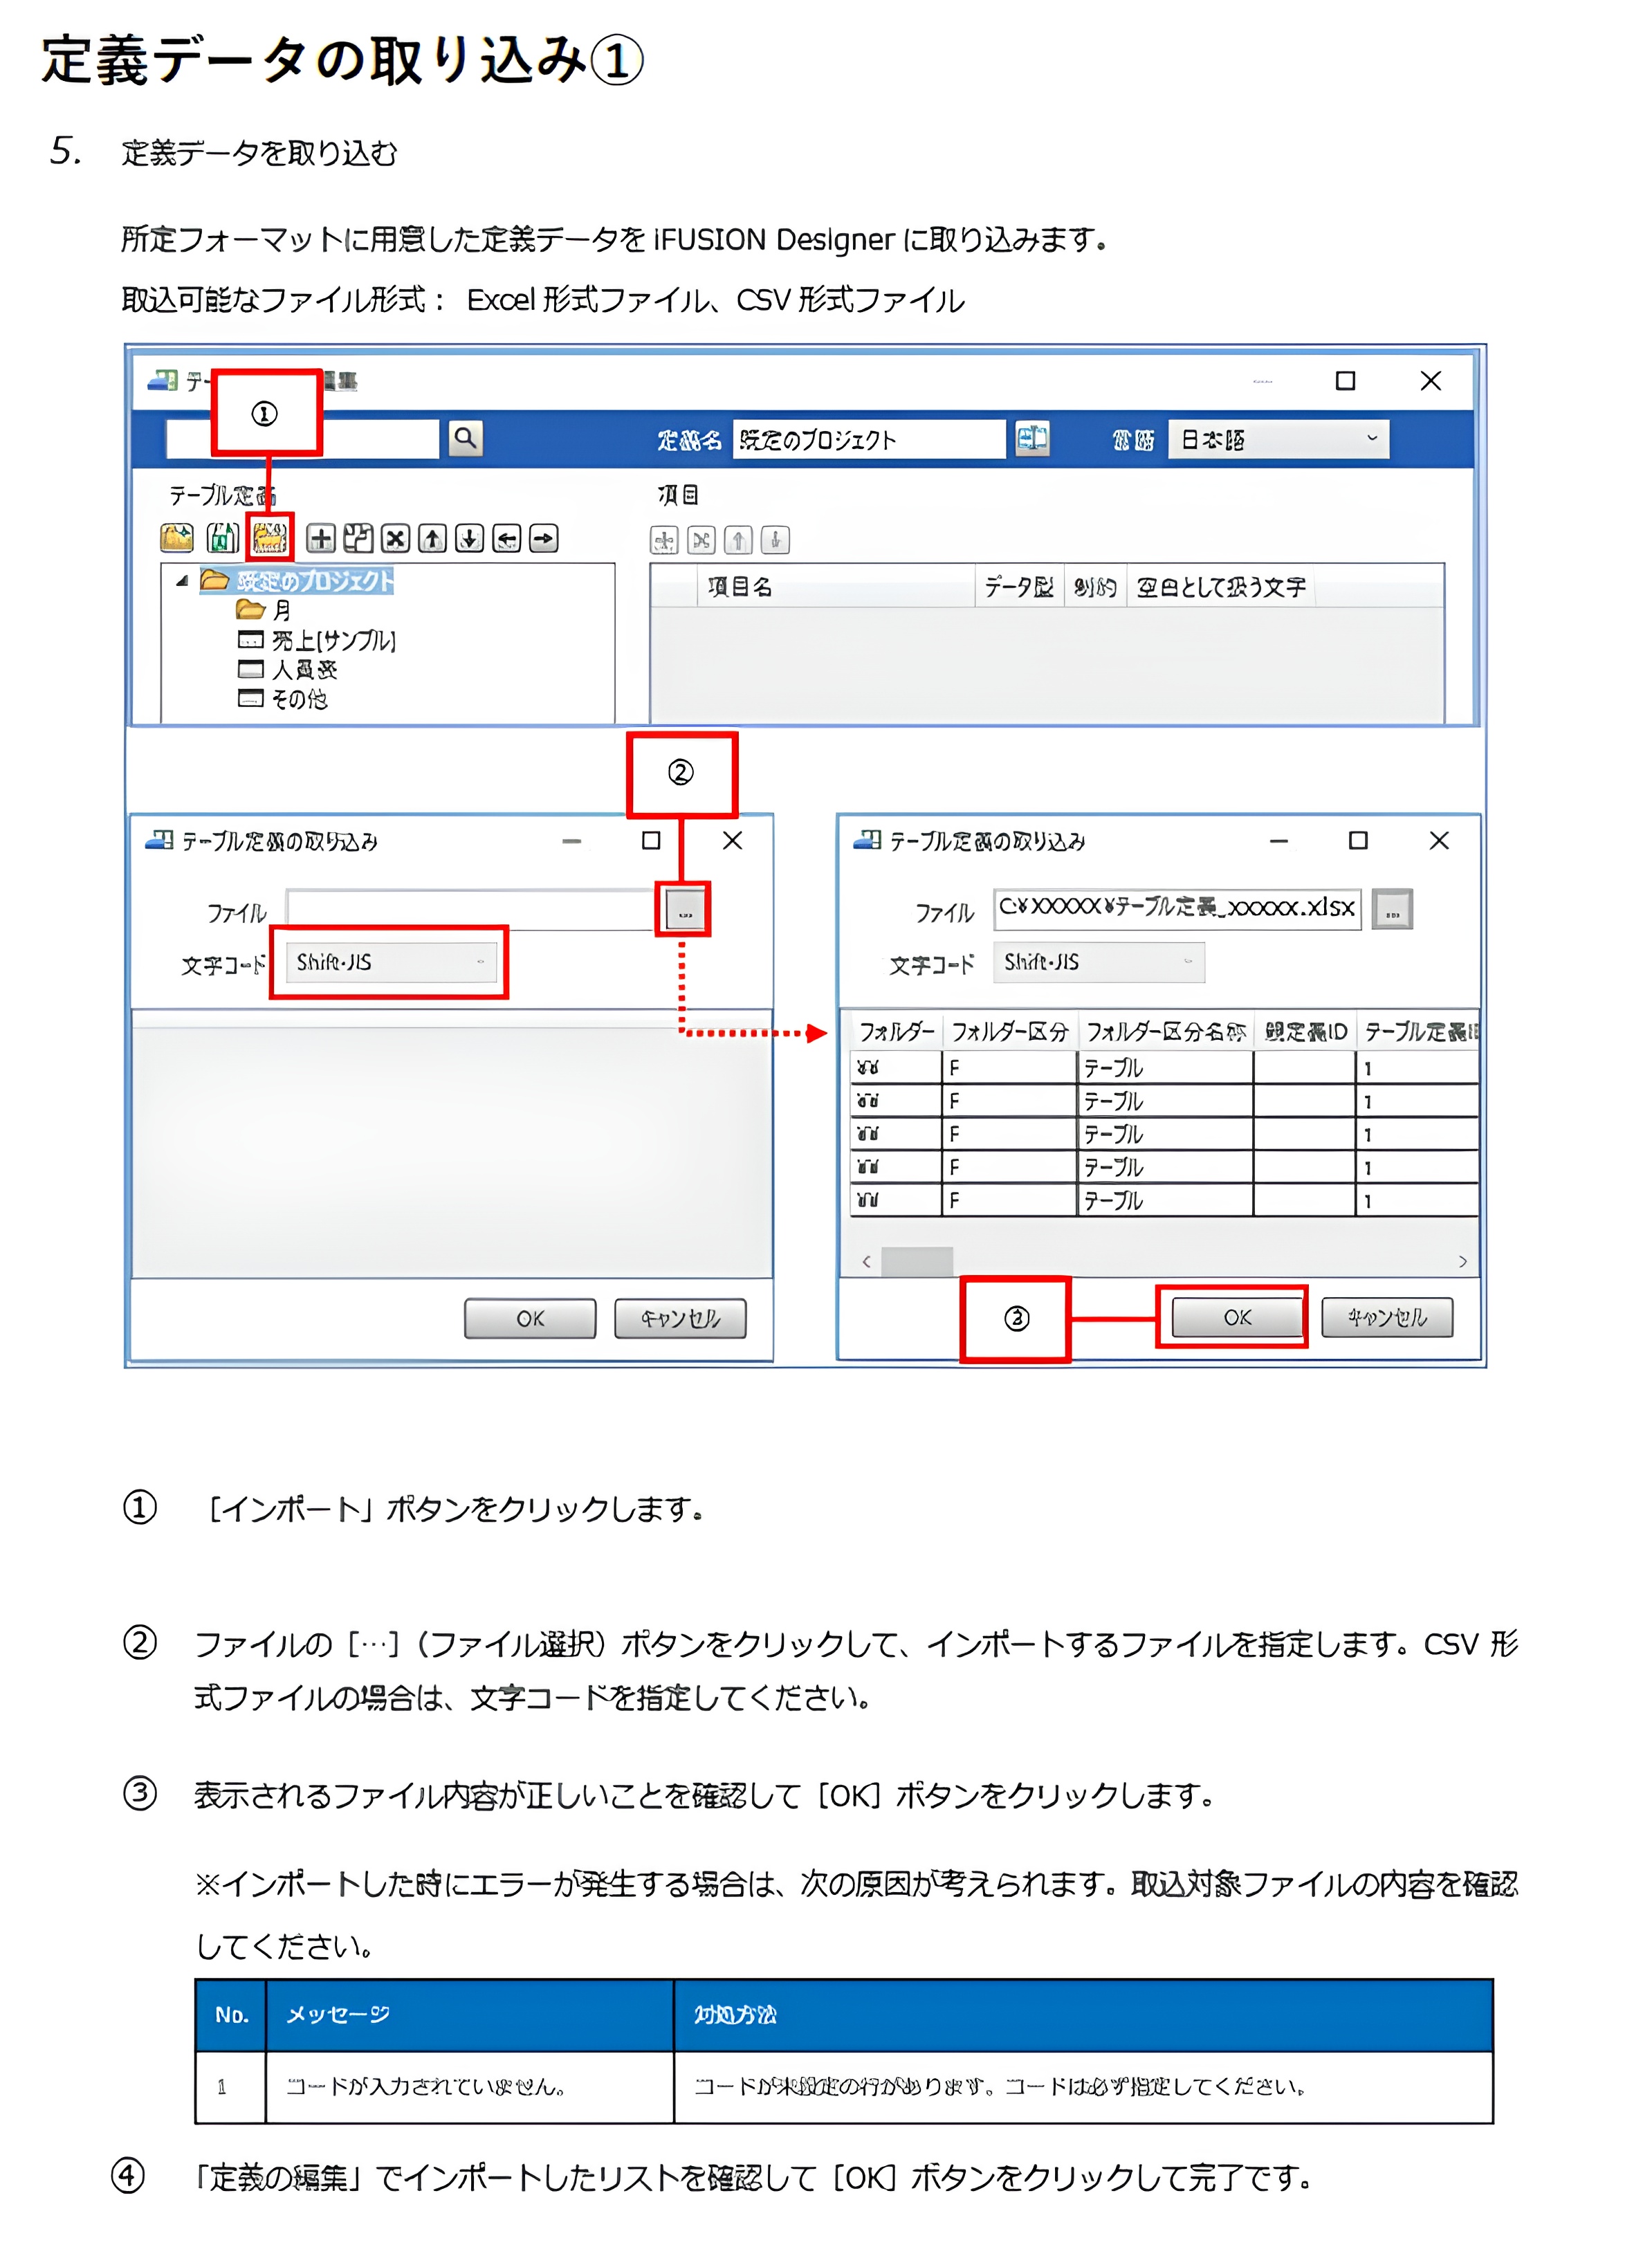 定義データの取り込み①
5. 定義データを取り込む
所定フォーマットに用意した定義データを iFUSION Designer に取り込みます。
取込可能なファイル形式： Excel 形式ファイル、CSV 形式ファイル
①
定義名 既定のプロジェクト 言語 日本語
テーブル定義 項目
既定のプロジェクト
項目名 データ型 制約 空白として扱う文字
月
売上[サンプル]
人員表
その他
②
テーブル定義の取り込み
ファイル ...
文字コード Shift-JIS
OK キャンセル
テーブル定義の取り込み
ファイル C:¥XXXXX¥テーブル定義_XXXXX.xlsx ...
文字コード Shift-JIS
フォルダー フォルダー区分 フォルダー区分名称 親定義ID テーブル定義I
F テーブル 1
F テーブル 1
F テーブル 1
F テーブル 1
F テーブル 1
③ OK キャンセル
① ［インポート」ボタンをクリックします。
② ファイルの［…］（ファイル選択）ボタンをクリックして、インポートするファイルを指定します。CSV 形
式ファイルの場合は、文字コードを指定してください。
③ 表示されるファイル内容が正しいことを確認して［OK］ボタンをクリックします。
※インポートした時にエラーが発生する場合は、次の原因が考えられます。取込対象ファイルの内容を確認
してください。
No. メッセージ 対処方法
1 コードが入力されていません。 コードが未設定の行があります。コードは必ず指定してください。
④ 「定義の編集」でインポートしたリストを確認して［OK］ボタンをクリックして完了です。